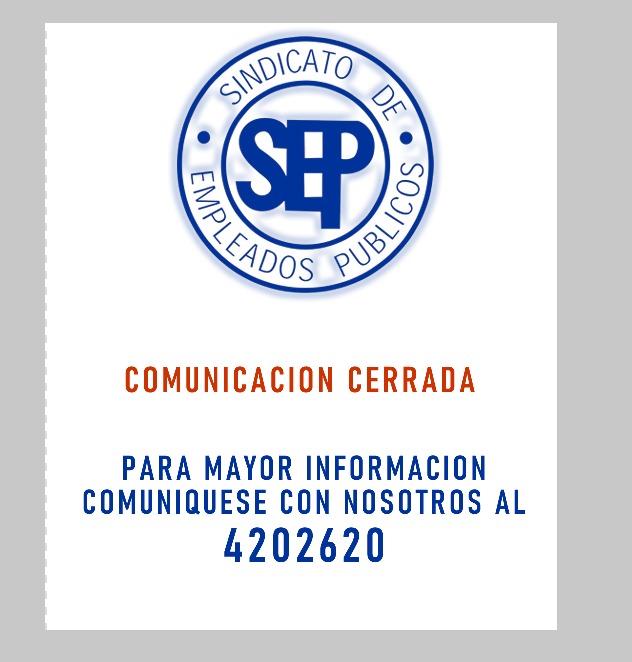 SINDICATO DE
SEP
EMPLEADOS PUBLICOS
COMUNICACION CERRADA
PARA MAYOR INFORMACION
COMUNIQUESE CON NOSOTROS AL
4202620